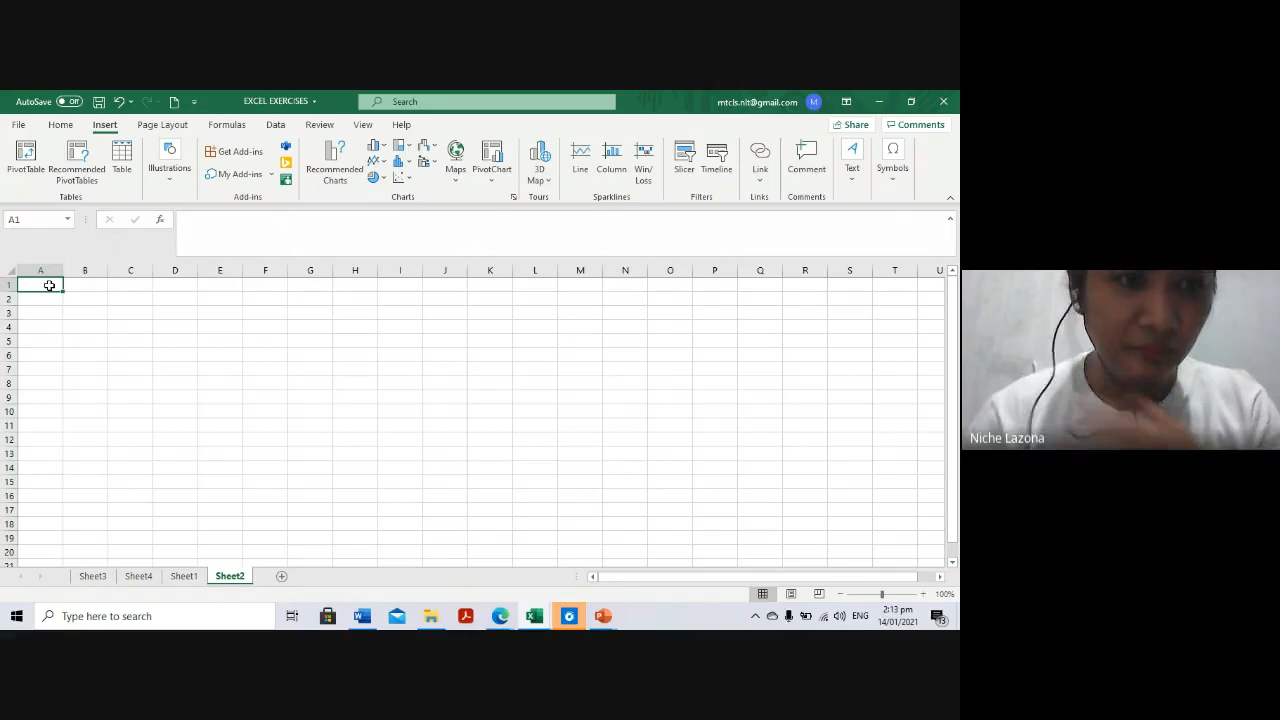 AutoSave Off EXCEL EXERCISES Search mtcls.nlt@gmail.com M
File Home Insert Page Layout Formulas Data Review View Help Share Comments
PivotTable Recommended PivotTables Table Illustrations Get Add-ins My Add-ins Recommended Charts Maps PivotChart 3D Map Line Column Win/Loss Slicer Timeline Link Comment Text Symbols
Tables Add-ins Charts Tours Sparklines Filters Links Comments
A1 fx
A B C D E F G H I J K L M N O P Q R S T U
1
2
3
4
5
6
7
8
9
10
11
12
13
14
15
16
17
18
19
20
21
Niche Lazona
Sheet3 Sheet4 Sheet1 Sheet2
100%
Type here to search ENG 2:13 pm
14/01/2021